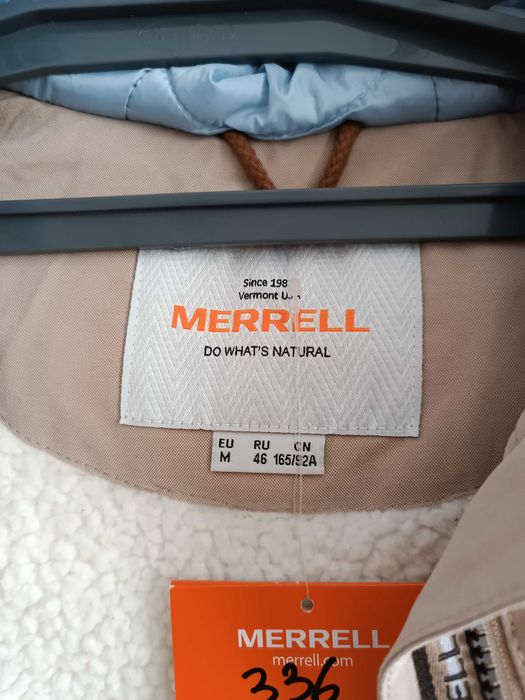 Since 198
Vermont U
MERRELL
DO WHAT'S NATURAL
EU RU CN
M 46 165/92A
MERRELL
merrell.com
336